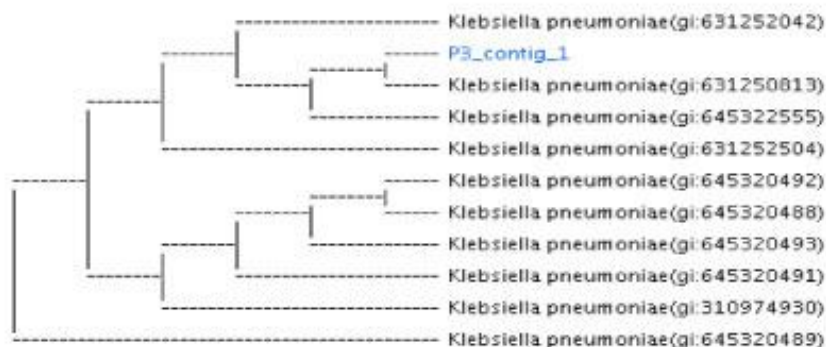 Klebsiella pneumoniae(gi:631252042)
P3_contig_1
Klebsiella pneumoniae(gi:631250813)
Klebsiella pneumoniae(gi:645322555)
Klebsiella pneumoniae(gi:631252504)
Klebsiella pneumoniae(gi:645320492)
Klebsiella pneumoniae(gi:645320488)
Klebsiella pneumoniae(gi:645320493)
Klebsiella pneumoniae(gi:645320491)
Klebsiella pneumoniae(gi:310974930)
Klebsiella pneumoniae(gi:645320489)